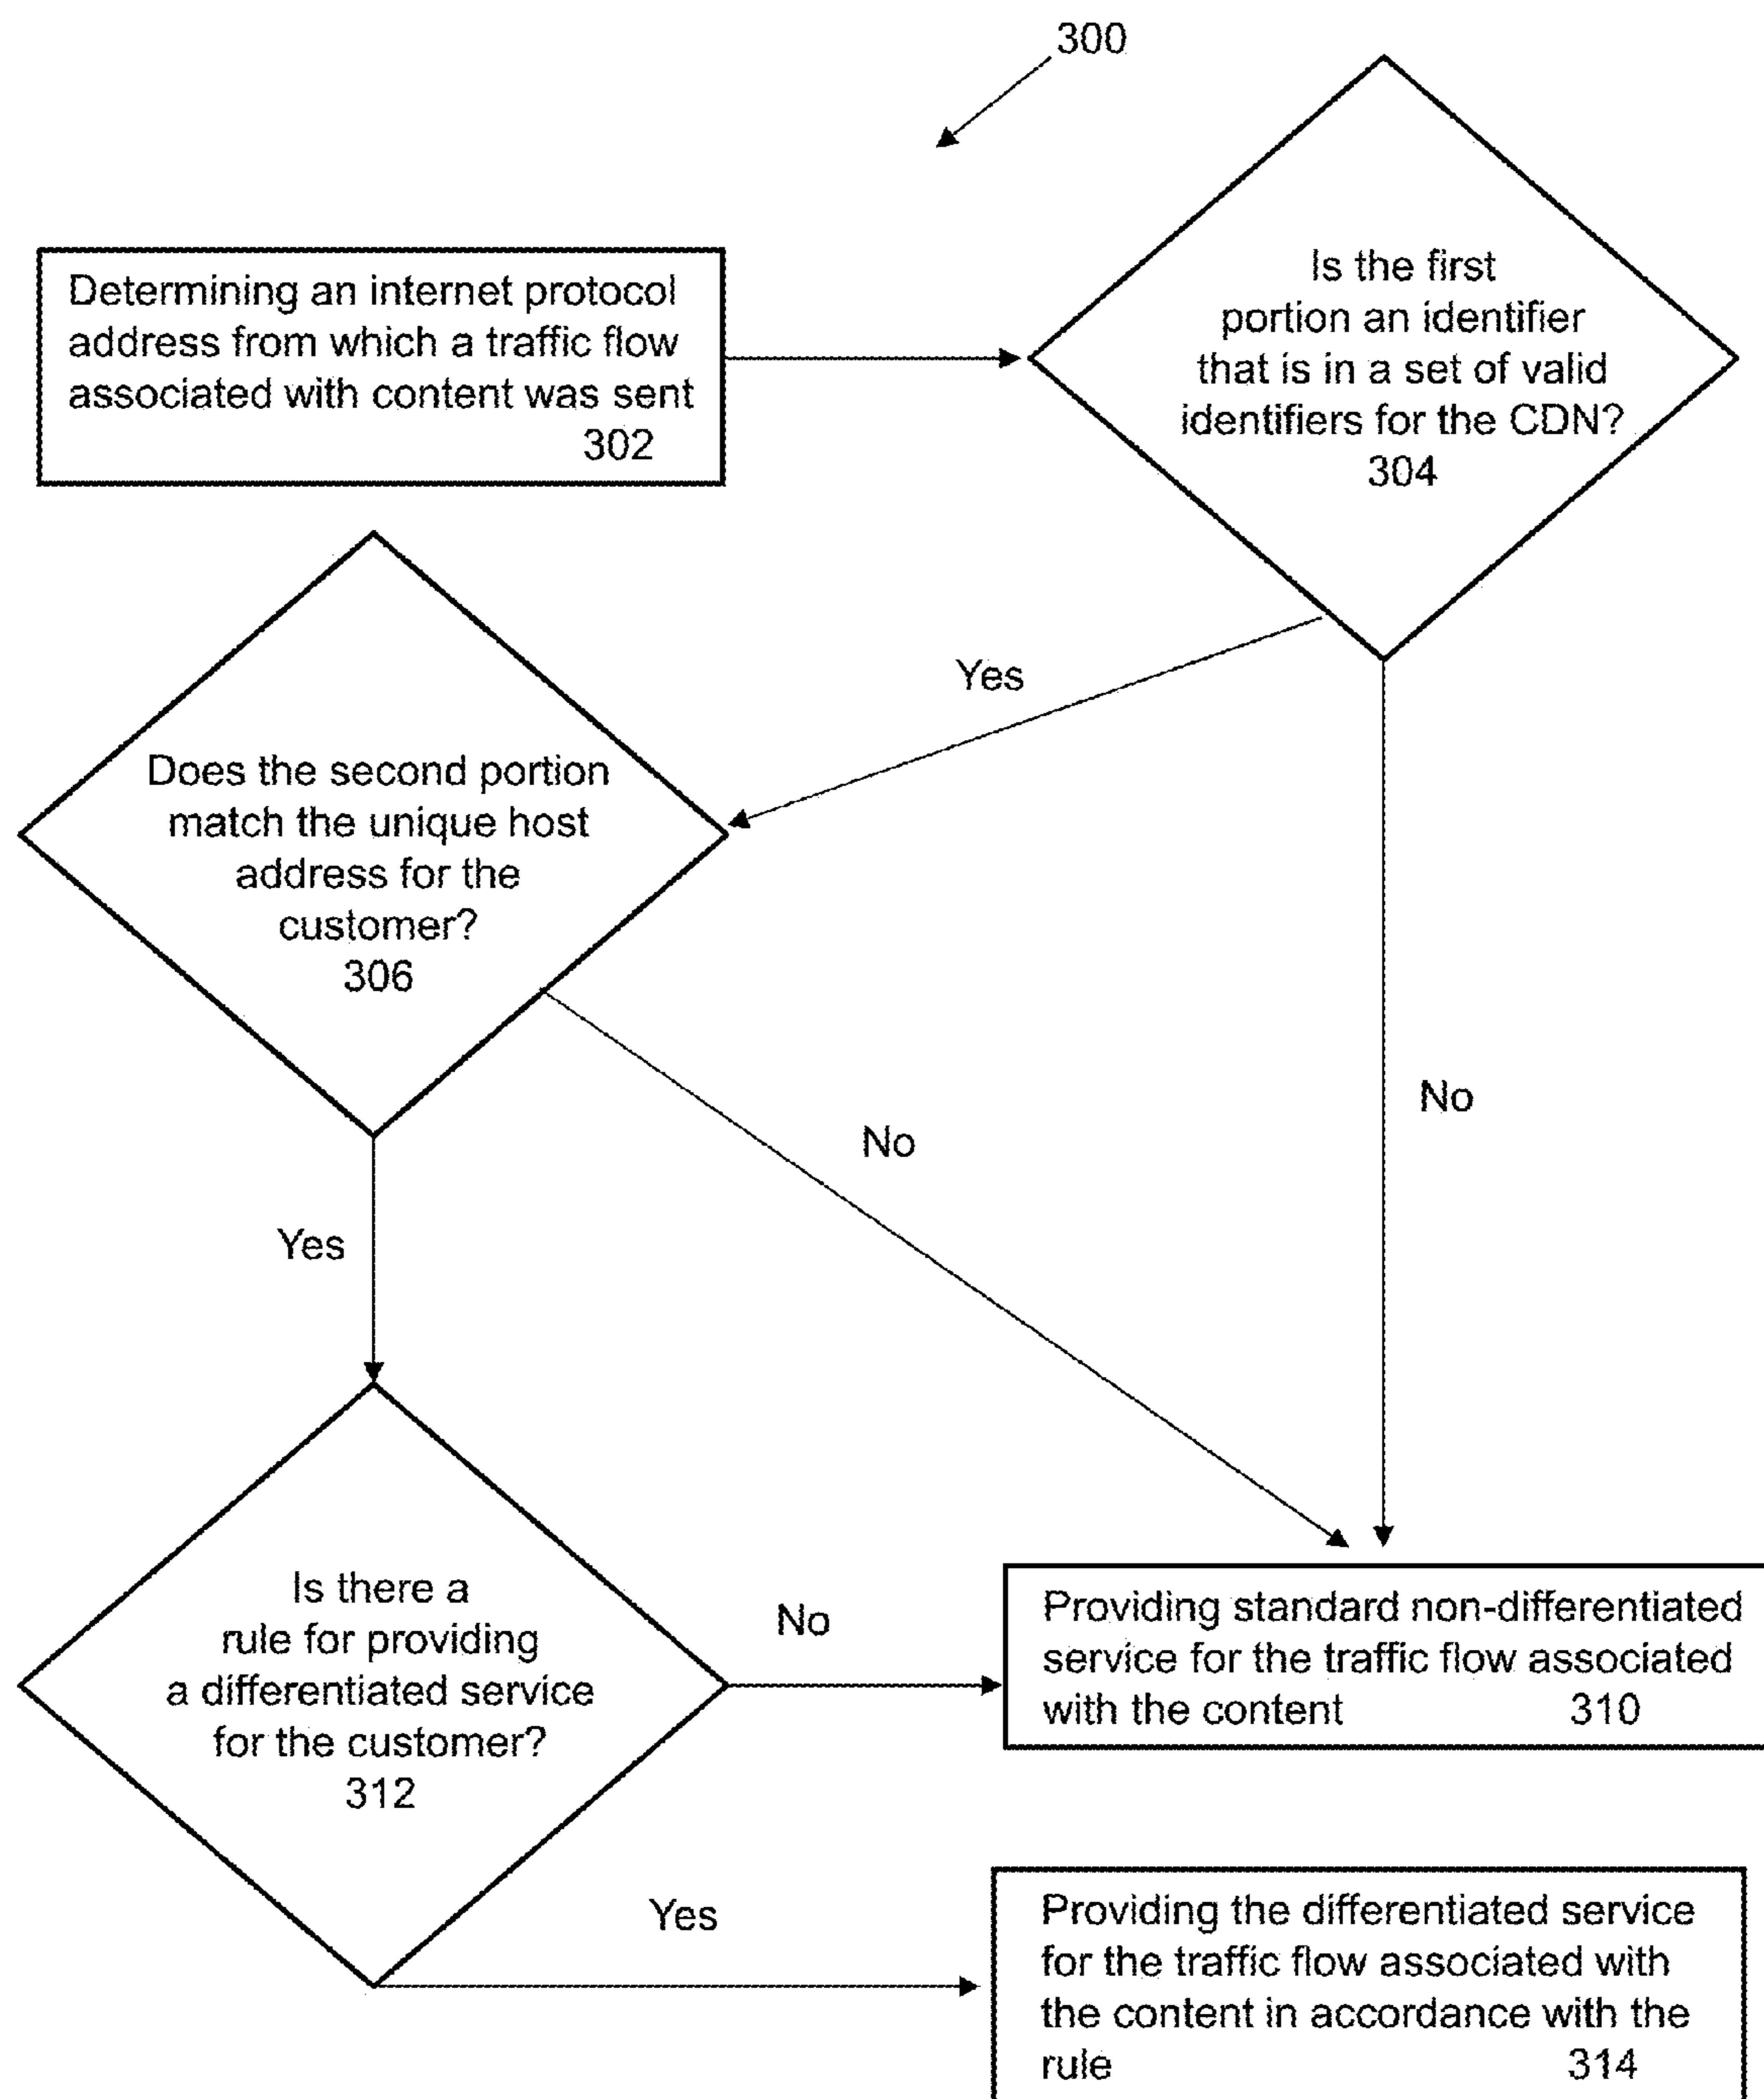 300
Determining an internet protocol
address from which a traffic flow
associated with content was sent
302
Is the first
portion an identifier
that is in a set of valid
identifiers for the CDN?
304
Yes
No
Does the second portion
match the unique host
address for the
customer?
306
No
Yes
Is there a
rule for providing
a differentiated service
for the customer?
312
No
Providing standard non-differentiated
service for the traffic flow associated
with the content 310
Yes
Providing the differentiated service
for the traffic flow associated with
the content in accordance with the
rule 314